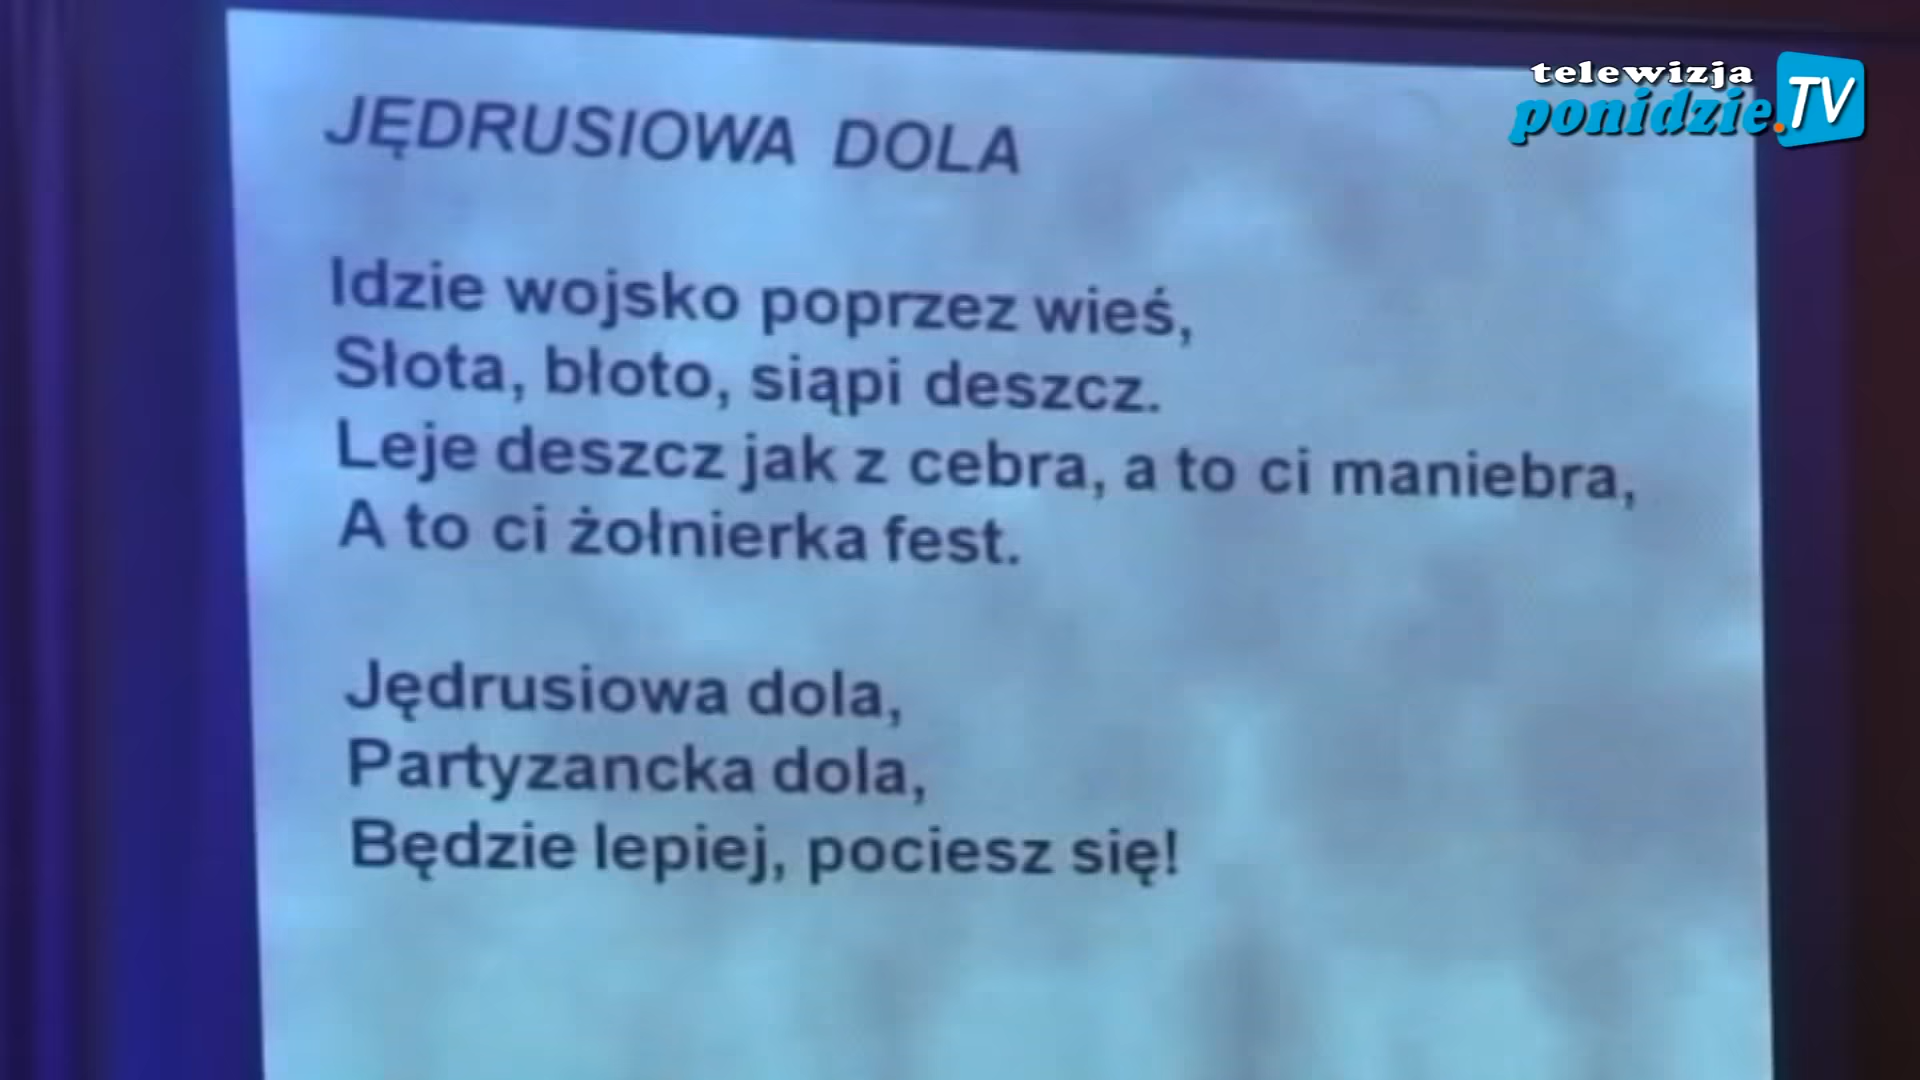 telewizja
ponidzie.TV
JĘDRUSIOWA DOLA
Idzie wojsko poprzez wieś,
Słota, błoto, siąpi deszcz.
Leje deszcz jak z cebra, a to ci maniebra,
A to ci żołnierka fest.
Jędrusiowa dola,
Partyzancka dola,
Będzie lepiej, pociesz się!